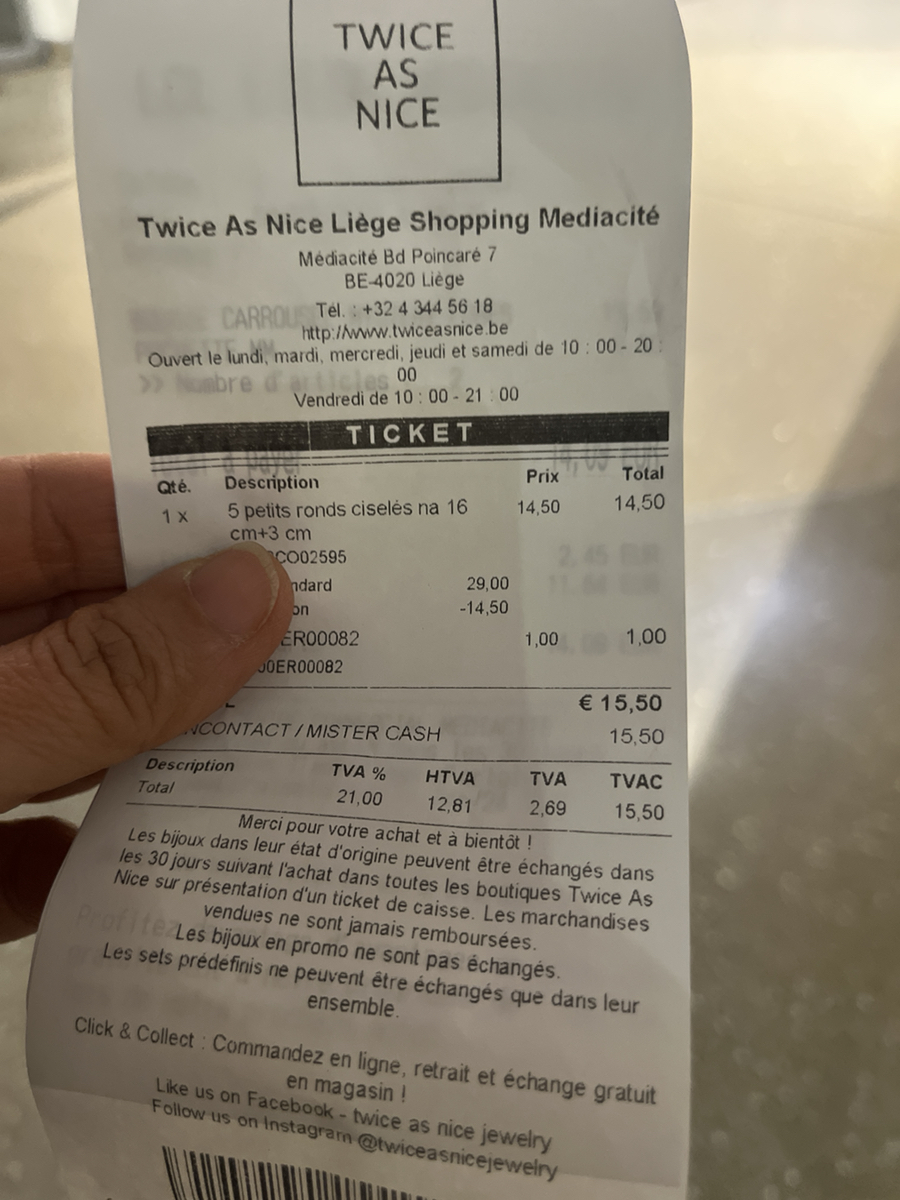 TWICE
AS
NICE
Twice As Nice Liège Shopping Mediacité
Médiacité Bd Poincaré 7
BE-4020 Liège
Tél. : +32 4 344 56 18
http://www.twiceasnice.be
Ouvert le lundi, mardi, mercredi, jeudi et samedi de 10 : 00 - 20 :
00
Vendredi de 10 : 00 - 21 : 00
TICKET
Qté. Description Prix Total
1 x 5 petits ronds ciselés na 16 14,50 14,50
cm+3 cm
CO02595
ndard 29,00
on -14,50
ER00082 1,00 1,00
00ER00082
€ 15,50
NCONTACT / MISTER CASH 15,50
Description TVA % HTVA TVA TVAC
Total 21,00 12,81 2,69 15,50
Merci pour votre achat et à bientôt !
Les bijoux dans leur état d'origine peuvent être échangés dans
les 30 jours suivant l'achat dans toutes les boutiques Twice As
Nice sur présentation d'un ticket de caisse. Les marchandises
vendues ne sont jamais remboursées.
Les bijoux en promo ne sont pas échangés.
Les sets prédefinis ne peuvent être échangés que dans leur
ensemble.
Click & Collect : Commandez en ligne, retrait et échange gratuit
en magasin !
Like us on Facebook - twice as nice jewelry
Follow us on Instagram @twiceasnicejewelry